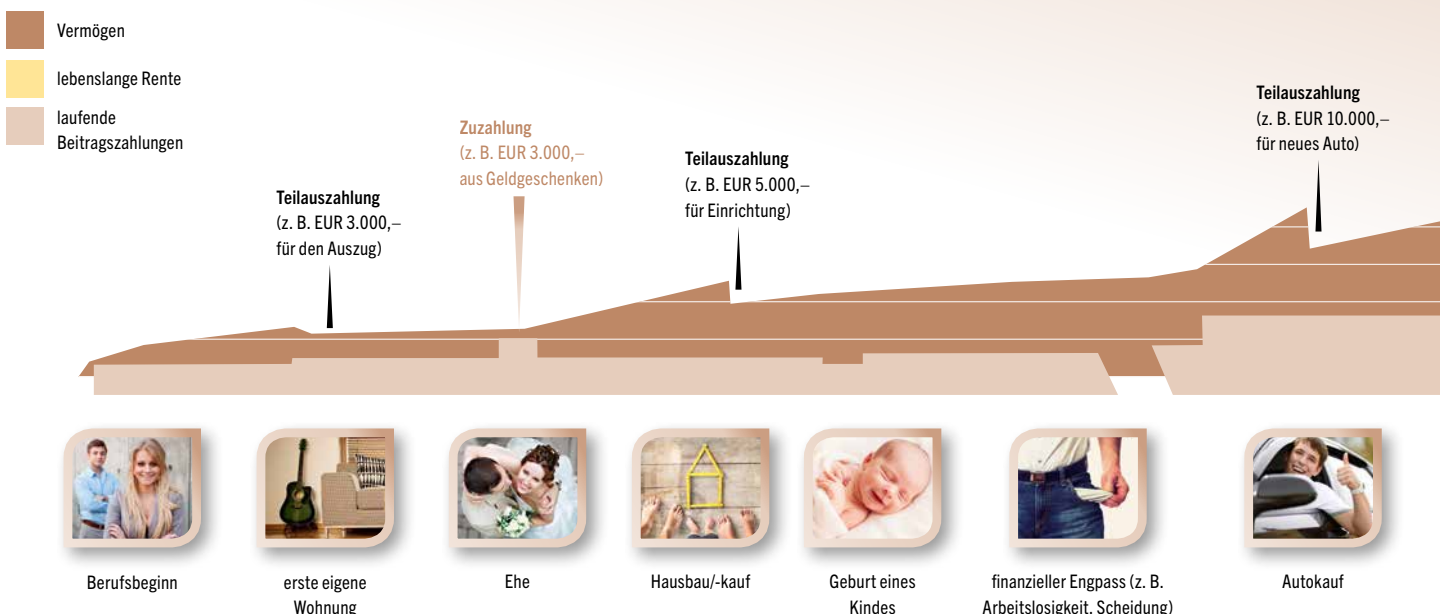 Vermögen
lebenslange Rente
laufende
Beitragszahlungen
Teilauszahlung
(z. B. EUR 3.000,–
für den Auszug)
Zuzahlung
(z. B. EUR 3.000,–
aus Geldgeschenken)
Teilauszahlung
(z. B. EUR 5.000,–
für Einrichtung)
Teilauszahlung
(z. B. EUR 10.000,–
für neues Auto)
Berufsbeginn
erste eigene
Wohnung
Ehe
Hausbau/-kauf
Geburt eines
Kindes
finanzieller Engpass (z. B.
Arbeitslosigkeit, Scheidung)
Autokauf